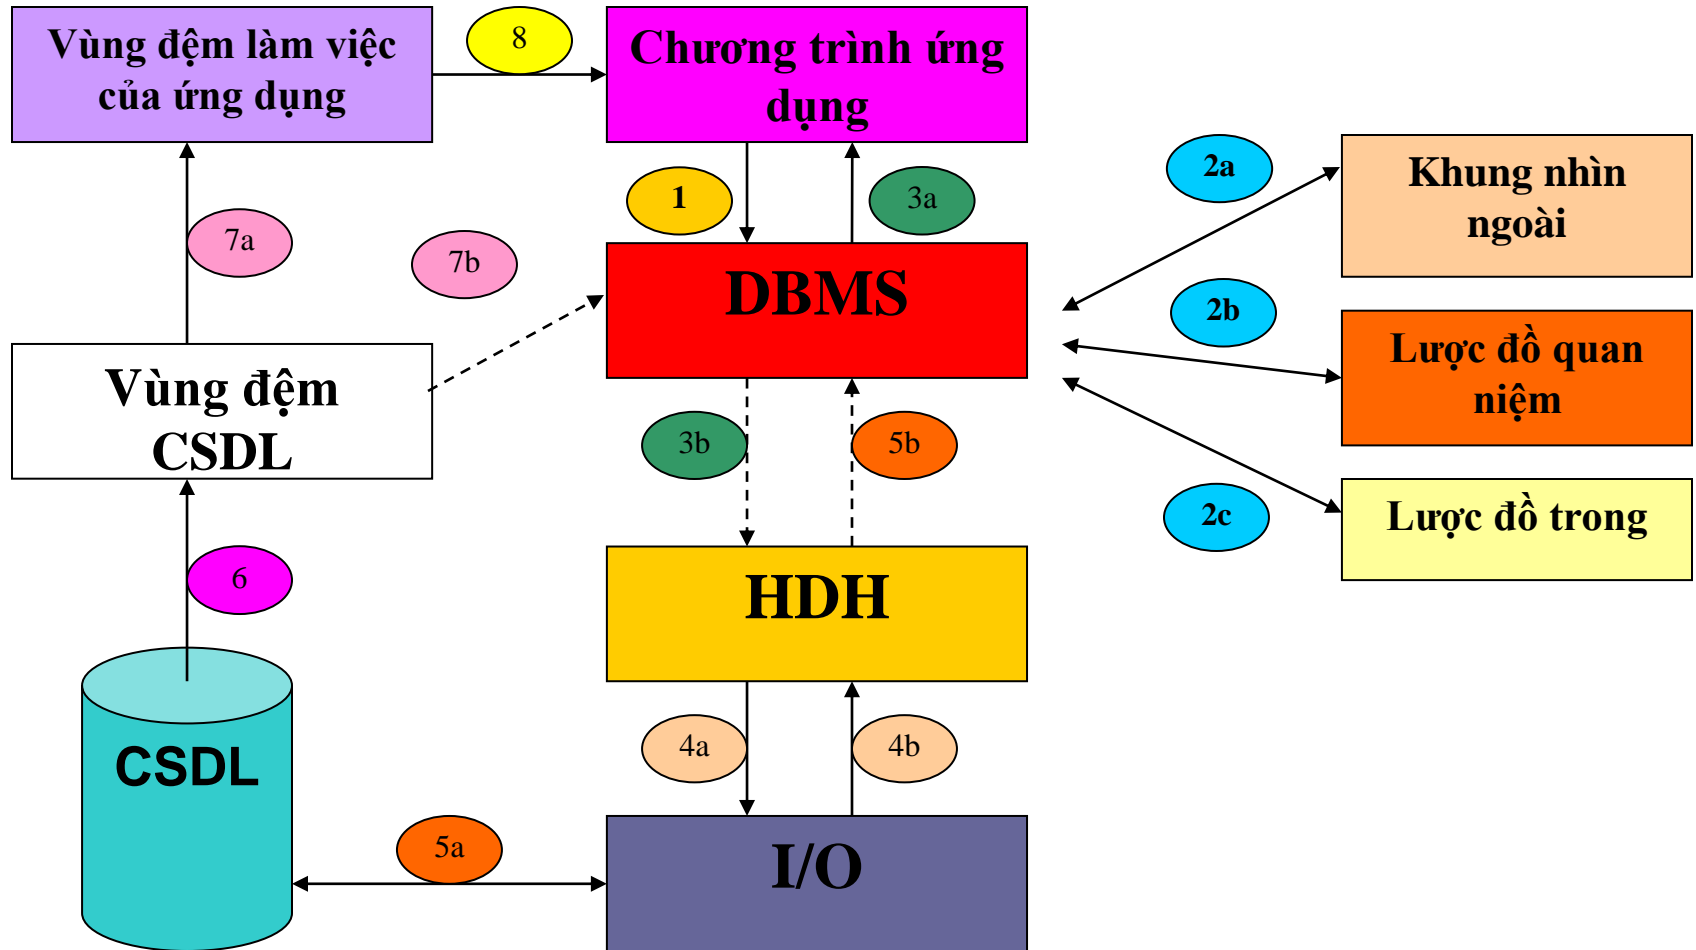 Vùng đệm làm việc
của ứng dụng
8
Chương trình ứng
dụng
2a
Khung nhìn
ngoài
1
3a
7a
7b
DBMS
2b
Lược đồ quan
niệm
Vùng đệm
CSDL
3b
5b
2c
Lược đồ trong
6
HDH
CSDL
4a
4b
5a
I/O